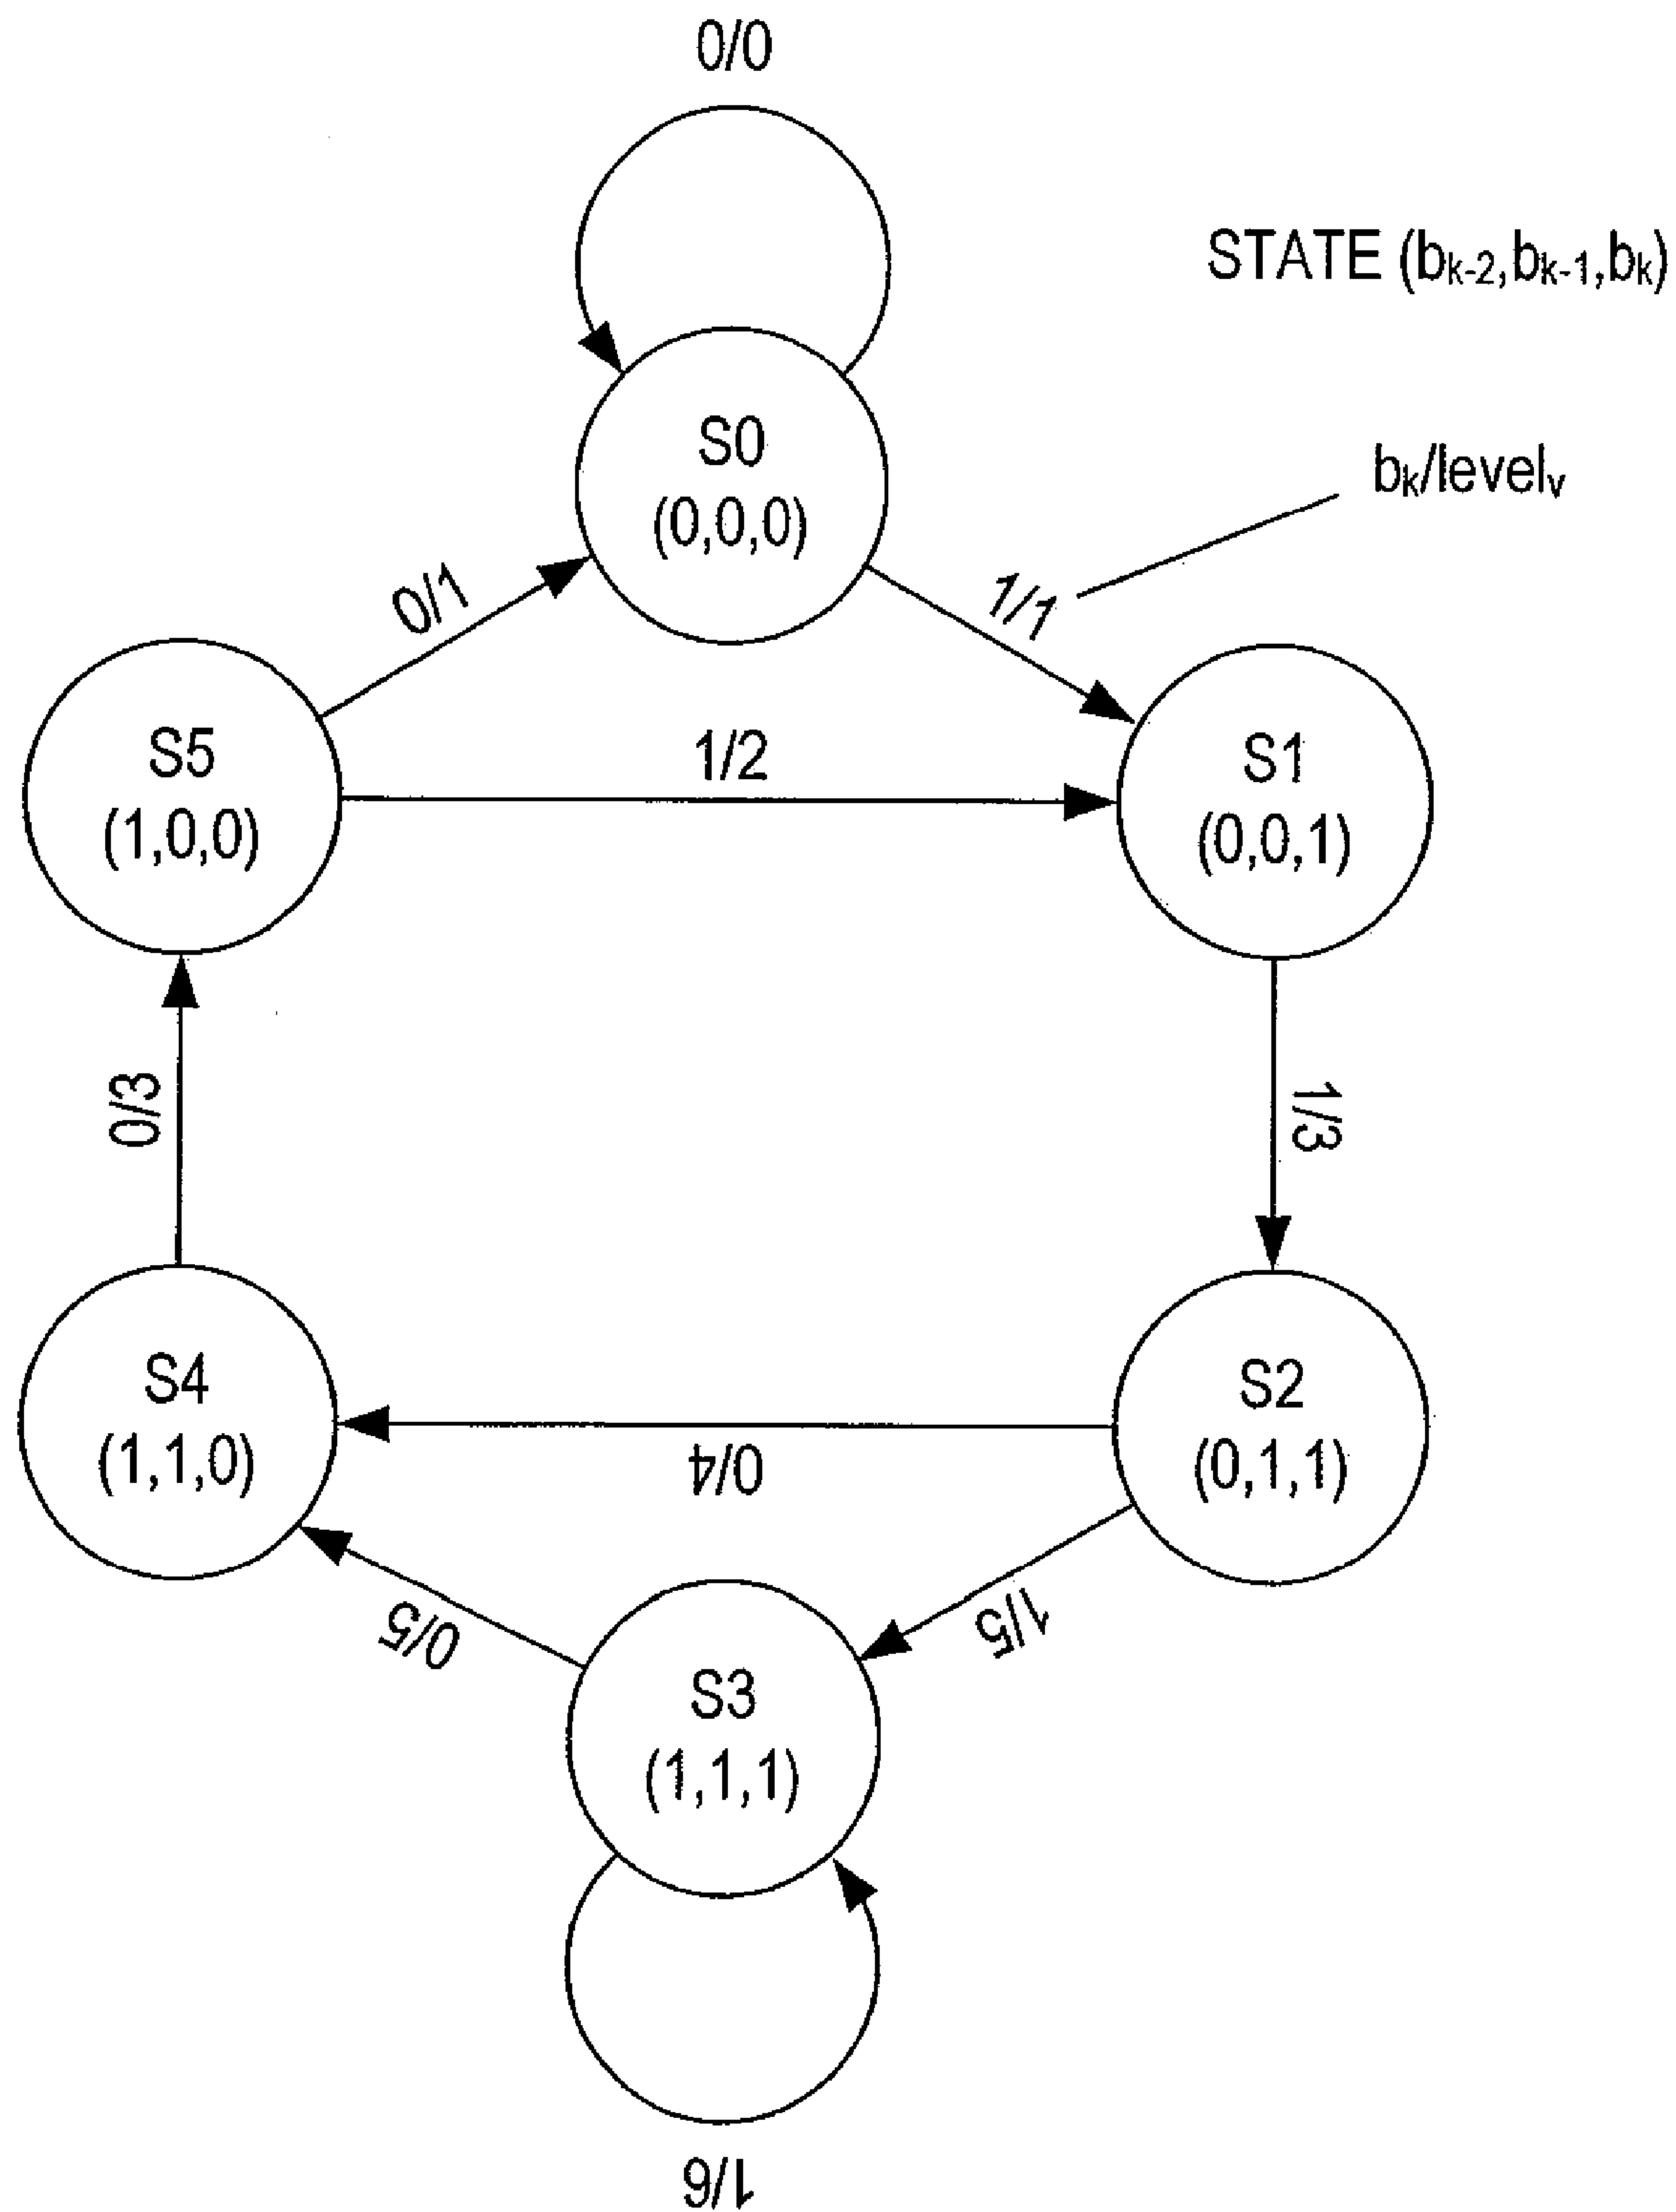 0/0
STATE (bk-2,bk-1,bk)
S0
(0,0,0)
bk/levelv
0/1
1/1
S5
(1,0,0)
1/2
S1
(0,0,1)
0/3
1/3
S4
(1,1,0)
0/4
S2
(0,1,1)
0/5
1/5
S3
(1,1,1)
1/6